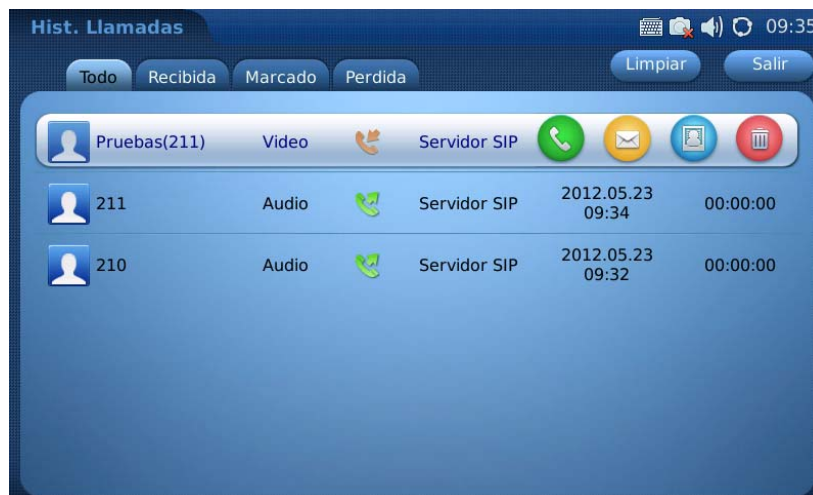 Hist. Llamadas 09:35
Todo Recibida Marcado Perdida Limpiar Salir
Pruebas(211) Video Servidor SIP
211 Audio Servidor SIP 2012.05.23 09:34 00:00:00
210 Audio Servidor SIP 2012.05.23 09:32 00:00:00